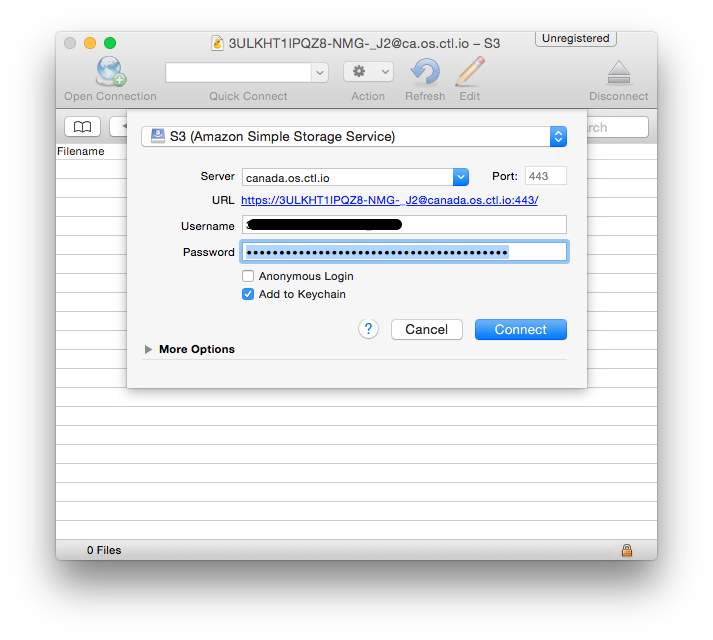 3ULKHT1IPQZ8-NMG-_J2@ca.os.ctl.io – S3
Unregistered
Open Connection
Quick Connect
Action
Refresh
Edit
Disconnect
rch
Filename
S3 (Amazon Simple Storage Service)
Server canada.os.ctl.io Port: 443
URL https://3ULKHT1IPQZ8-NMG-_J2@canada.os.ctl.io:443/
Username
Password
Anonymous Login
Add to Keychain
? Cancel Connect
More Options
0 Files